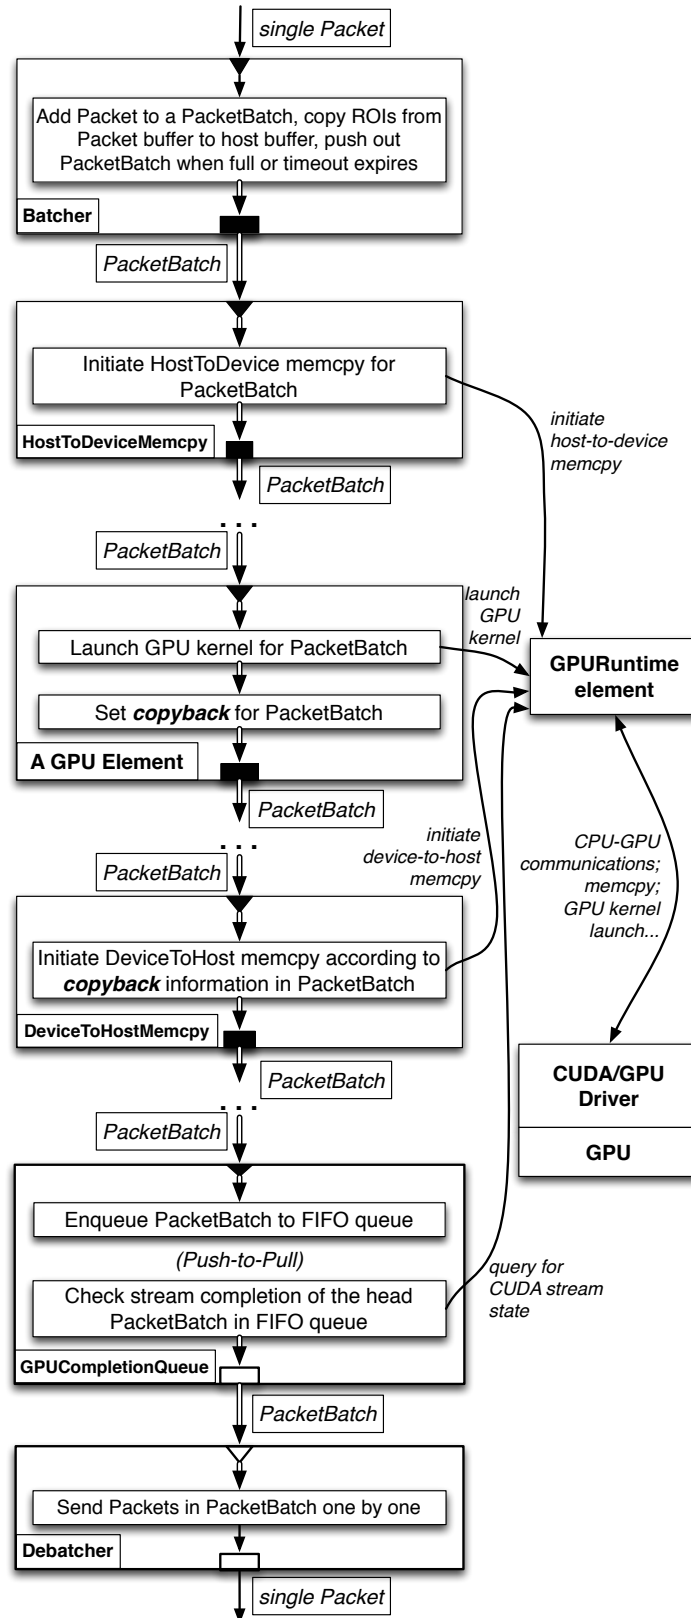 single Packet
Add Packet to a PacketBatch, copy ROIs from
Packet buffer to host buffer, push out
PacketBatch when full or timeout expires
Batcher
PacketBatch
Initiate HostToDevice memcpy for
PacketBatch
HostToDeviceMemcpy
initiate
host-to-device
memcpy
PacketBatch
...
PacketBatch
launch
GPU
kernel
Launch GPU kernel for PacketBatch
Set copyback for PacketBatch
A GPU Element
GPURuntime
element
PacketBatch
...
PacketBatch
initiate
device-to-host
memcpy
CPU-GPU
communications;
memcpy;
GPU kernel
launch...
Initiate DeviceToHost memcpy according to
copyback information in PacketBatch
DeviceToHostMemcpy
PacketBatch
...
PacketBatch
CUDA/GPU
Driver
GPU
Enqueue PacketBatch to FIFO queue
(Push-to-Pull)
Check stream completion of the head
PacketBatch in FIFO queue
GPUCompletionQueue
query for
CUDA stream
state
PacketBatch
Send Packets in PacketBatch one by one
Debatcher
single Packet